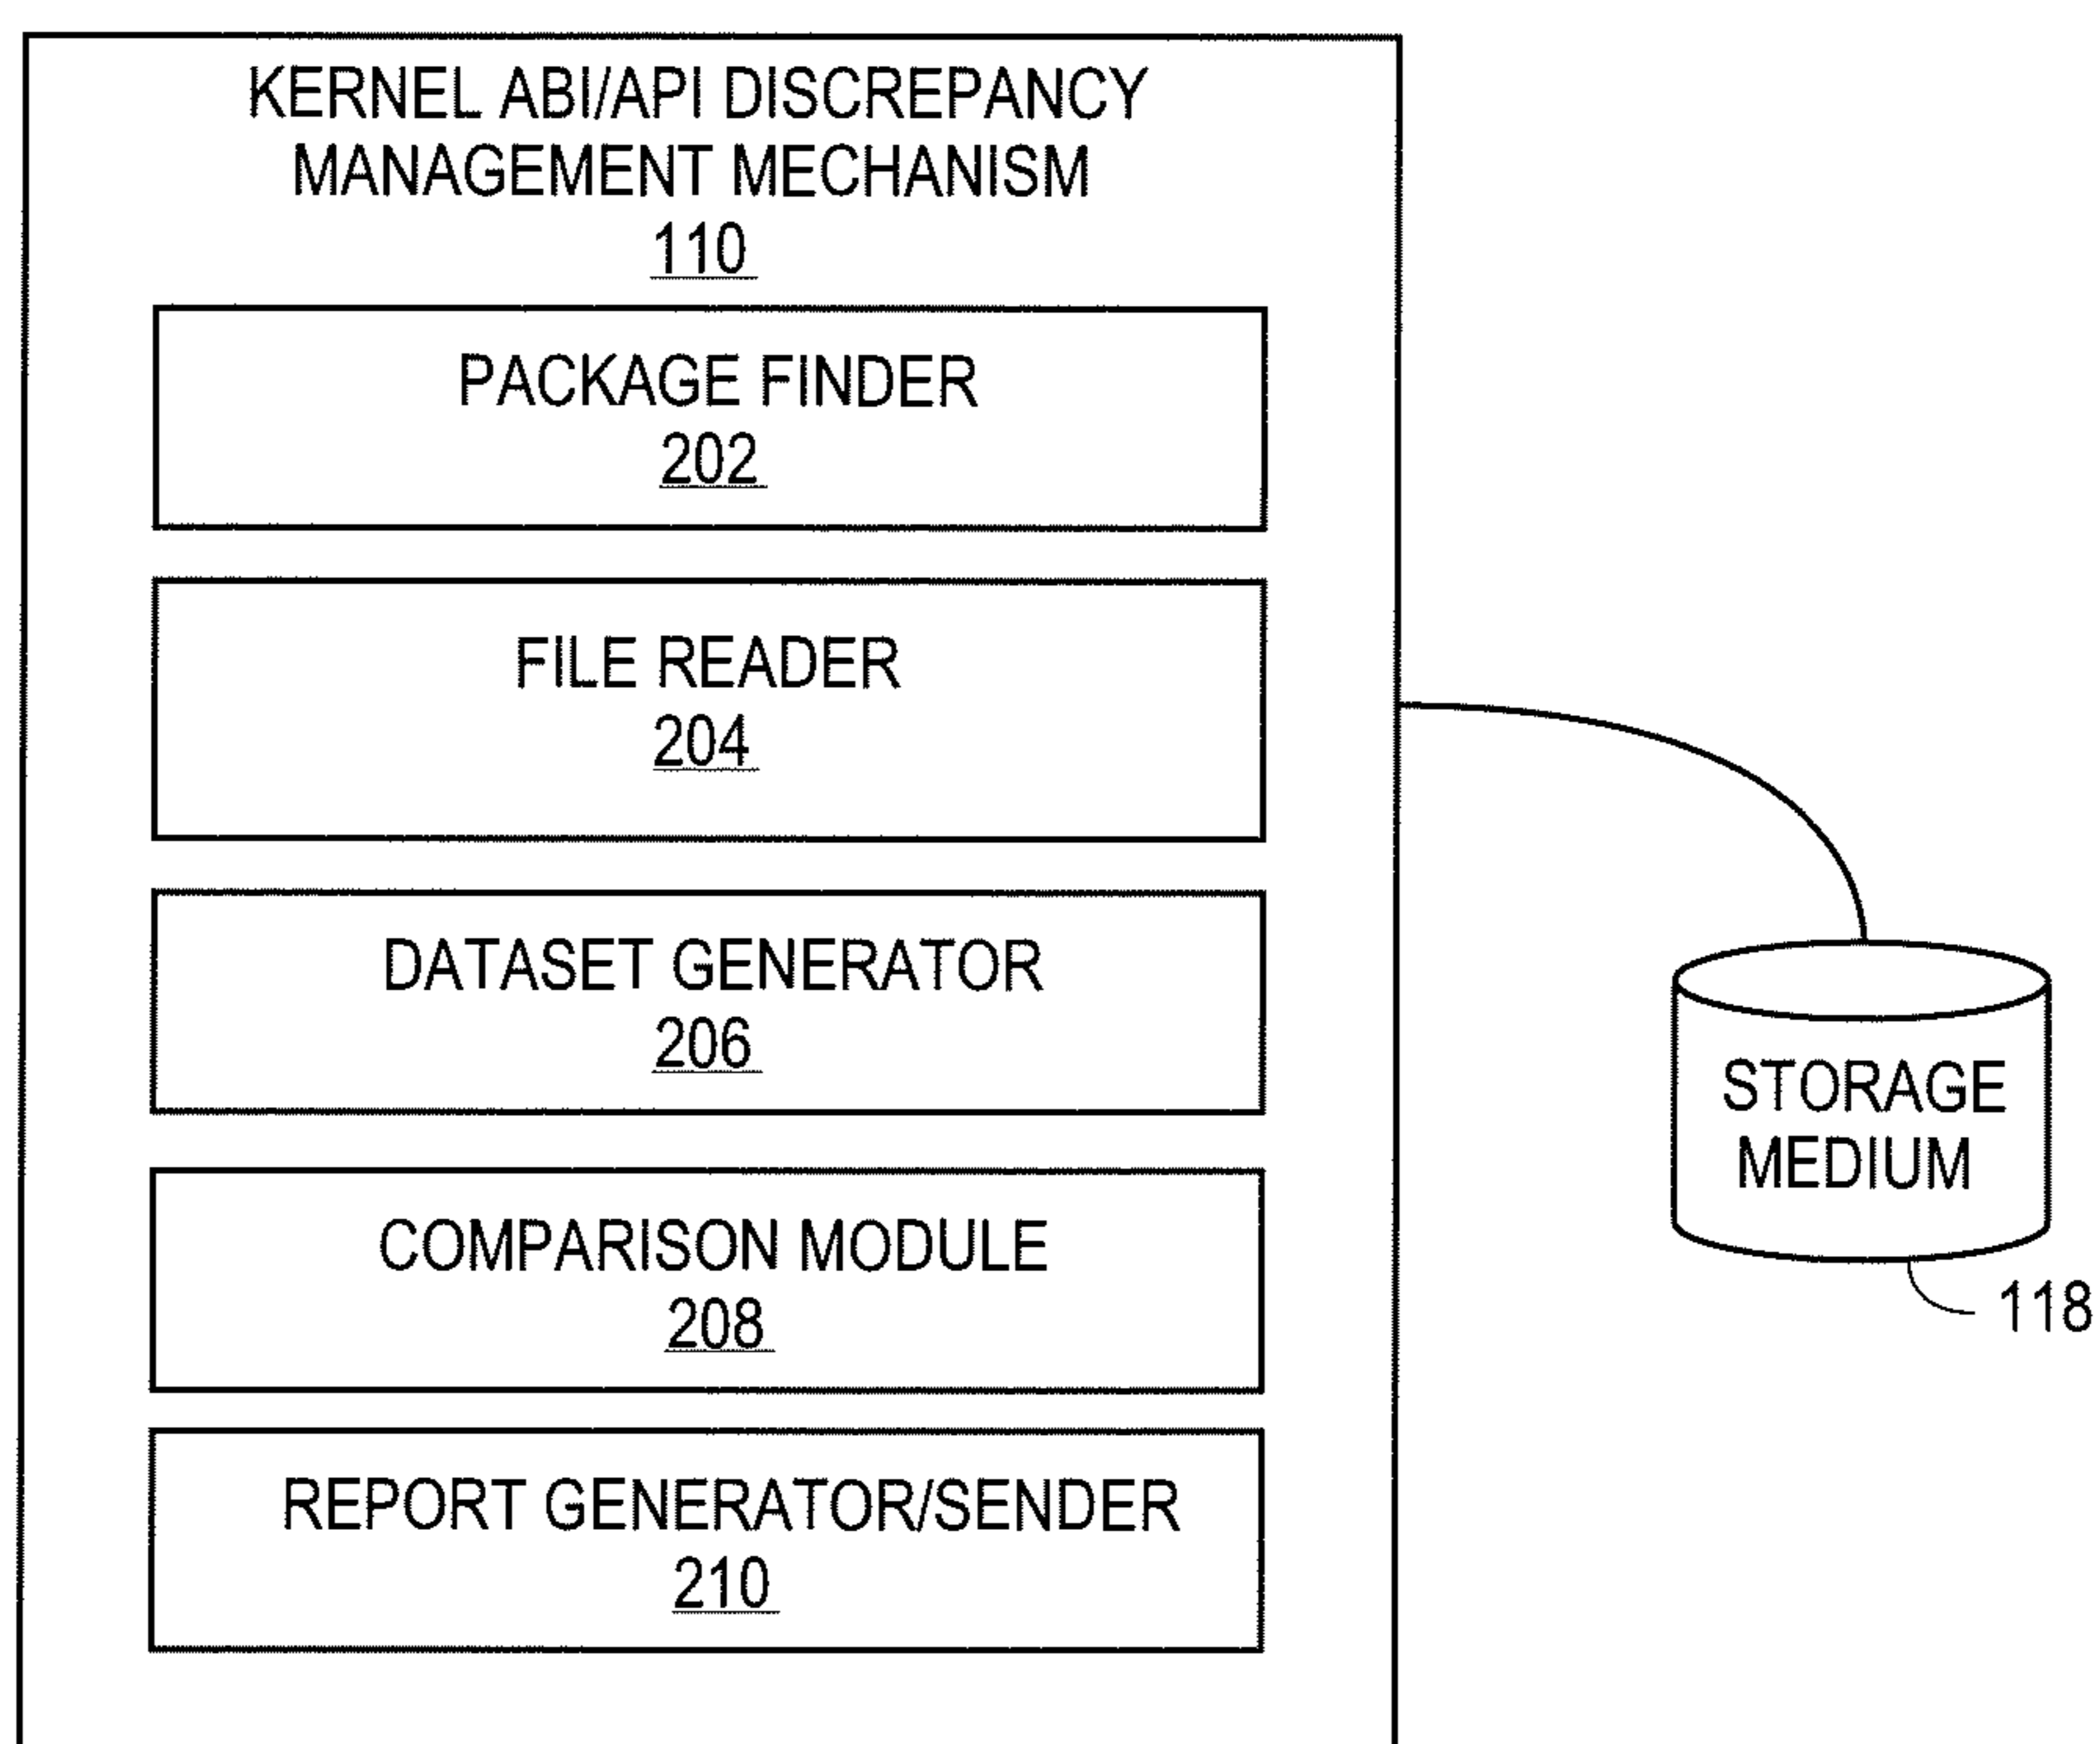 KERNEL ABI/API DISCREPANCY
MANAGEMENT MECHANISM
110
PACKAGE FINDER
202
FILE READER
204
DATASET GENERATOR
206
COMPARISON MODULE
208
REPORT GENERATOR/SENDER
210
STORAGE
MEDIUM
118